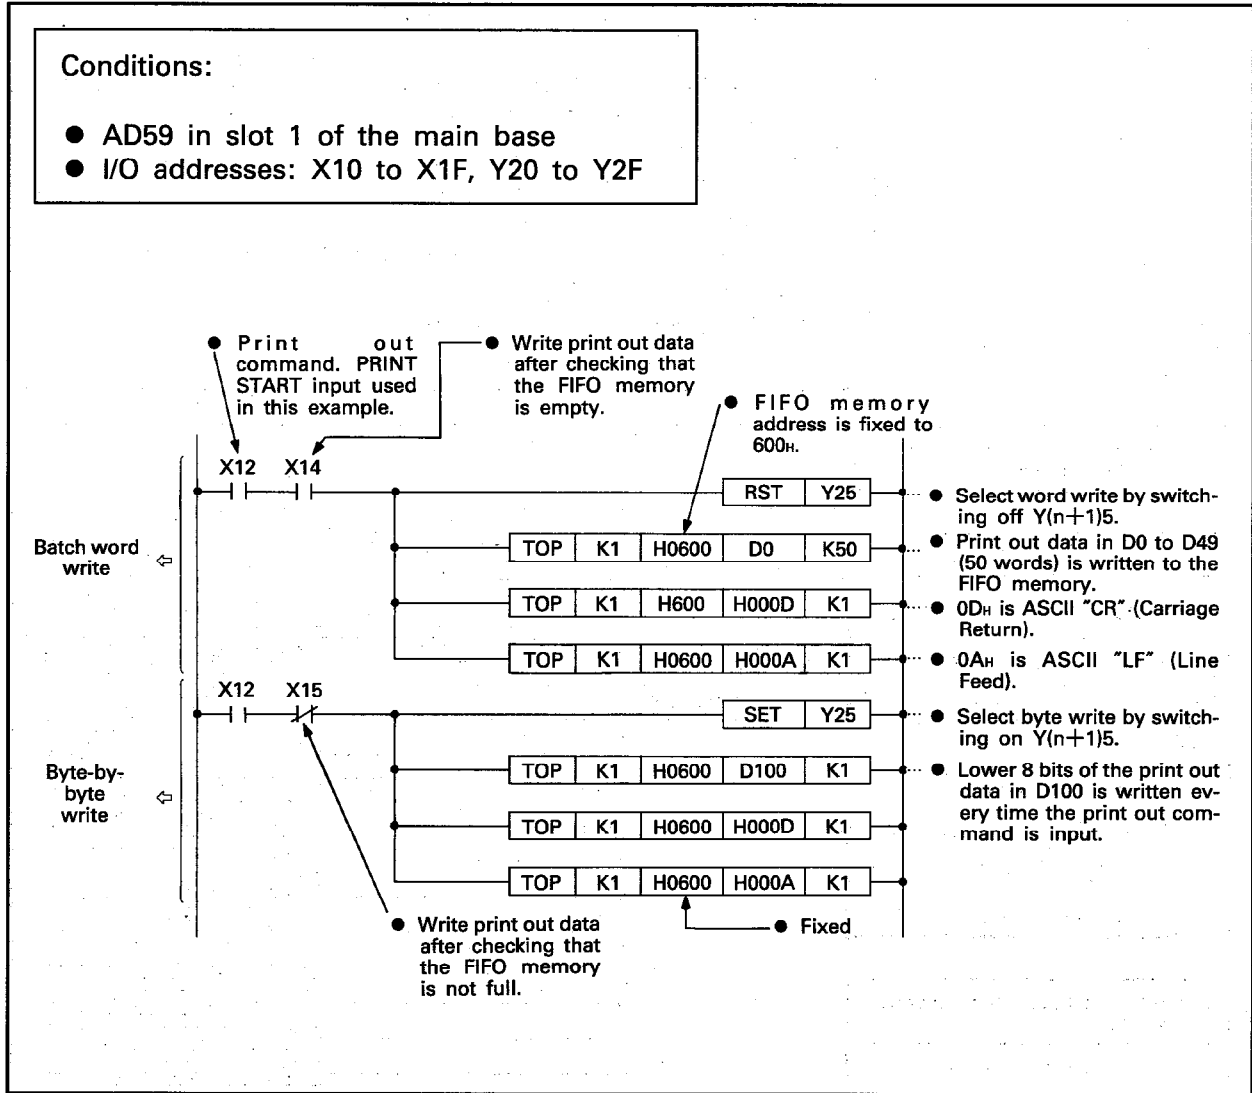 Conditions:
● AD59 in slot 1 of the main base
● I/O addresses: X10 to X1F, Y20 to Y2F
● Print out
command. PRINT
START input used
in this example.
● Write print out data
after checking that
the FIFO memory
is empty.
● FIFO memory
address is fixed to
600H.
X12 X14
RST Y25
● Select word write by switch-
ing off Y(n+1)5.
Batch word
write
TOP K1 H0600 D0 K50
● Print out data in D0 to D49
(50 words) is written to the
FIFO memory.
TOP K1 H600 H000D K1
● 0DH is ASCII "CR" (Carriage
Return).
TOP K1 H0600 H000A K1
● 0AH is ASCII "LF" (Line
Feed).
X12 X15
SET Y25
● Select byte write by switch-
ing on Y(n+1)5.
Byte-by-
byte
write
TOP K1 H0600 D100 K1
● Lower 8 bits of the print out
data in D100 is written ev-
ery time the print out com-
mand is input.
TOP K1 H0600 H000D K1
TOP K1 H0600 H000A K1
● Write print out data
after checking that
the FIFO memory
is not full.
● Fixed